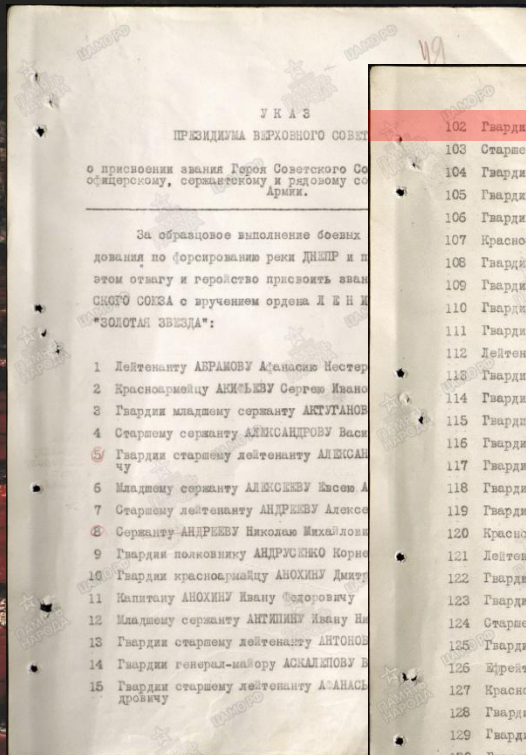 49
УКАЗ
ПРЕЗИДИУМА ВЕРХОВНОГО СОВЕТ
о присвоении звания Героя Советского Со
офицерскому, сержантскому и рядовому со
Армии.
За образцовое выполнение боевых
дования по форсированию реки ДНЕПР и п
этом отвагу и геройство присвоить зван
СКОГО СОЮЗА с вручением ордена ЛЕНИ
"ЗОЛОТАЯ ЗВЕЗДА":
1 Лейтенанту АБРАМОВУ Афанасию Нестер
2 Красноармейцу АКИФЬЕВУ Сергею Ивано
3 Гвардии младшему сержанту АКТУГАНОВ
4 Старшему сержанту АЛЕКСАНДРОВУ Васи
5 Гвардии старшему лейтенанту АЛЕКСАН
чу
6 Младшему сержанту АЛЕКСЕЕВУ Евсею А
7 Старшему лейтенанту АНДРЕЕВУ Алексе
8 Сержанту АНДРЕЕВУ Николаю Михайлови
9 Гвардии полковнику АНДРУСЕНКО Корне
10 Гвардии красноармейцу АНОХИНУ Дмитр
11 Капитану АНОХИНУ Ивану Федоровичу
12 Младшему сержанту АНТИПИНУ Ивану Ни
13 Гвардии старшему лейтенанту АНТОНОВ
14 Гвардии генерал-майору АСКАЛЕПОВУ В
15 Гвардии старшему лейтенанту АФАНАСЬ
дровичу
102 Гварди
103 Старше
104 Гварди
105 Гварди
106 Гварди
107 Красно
108 Гварди
109 Гварди
110 Гварди
111 Гварди
112 Лейтен
113 Гварди
114 Гварди
115 Гварди
116 Гварди
117 Гварди
118 Гварди
119 Гварди
120 Красно
121 Лейтен
122 Гварди
123 Гварди
124 Старше
125 Гварди
126 Ефрейт
127 Красно
128 Гварди
129 Гварди
ЦАМО.РФ
ПАМЯТЬ НАРОДА